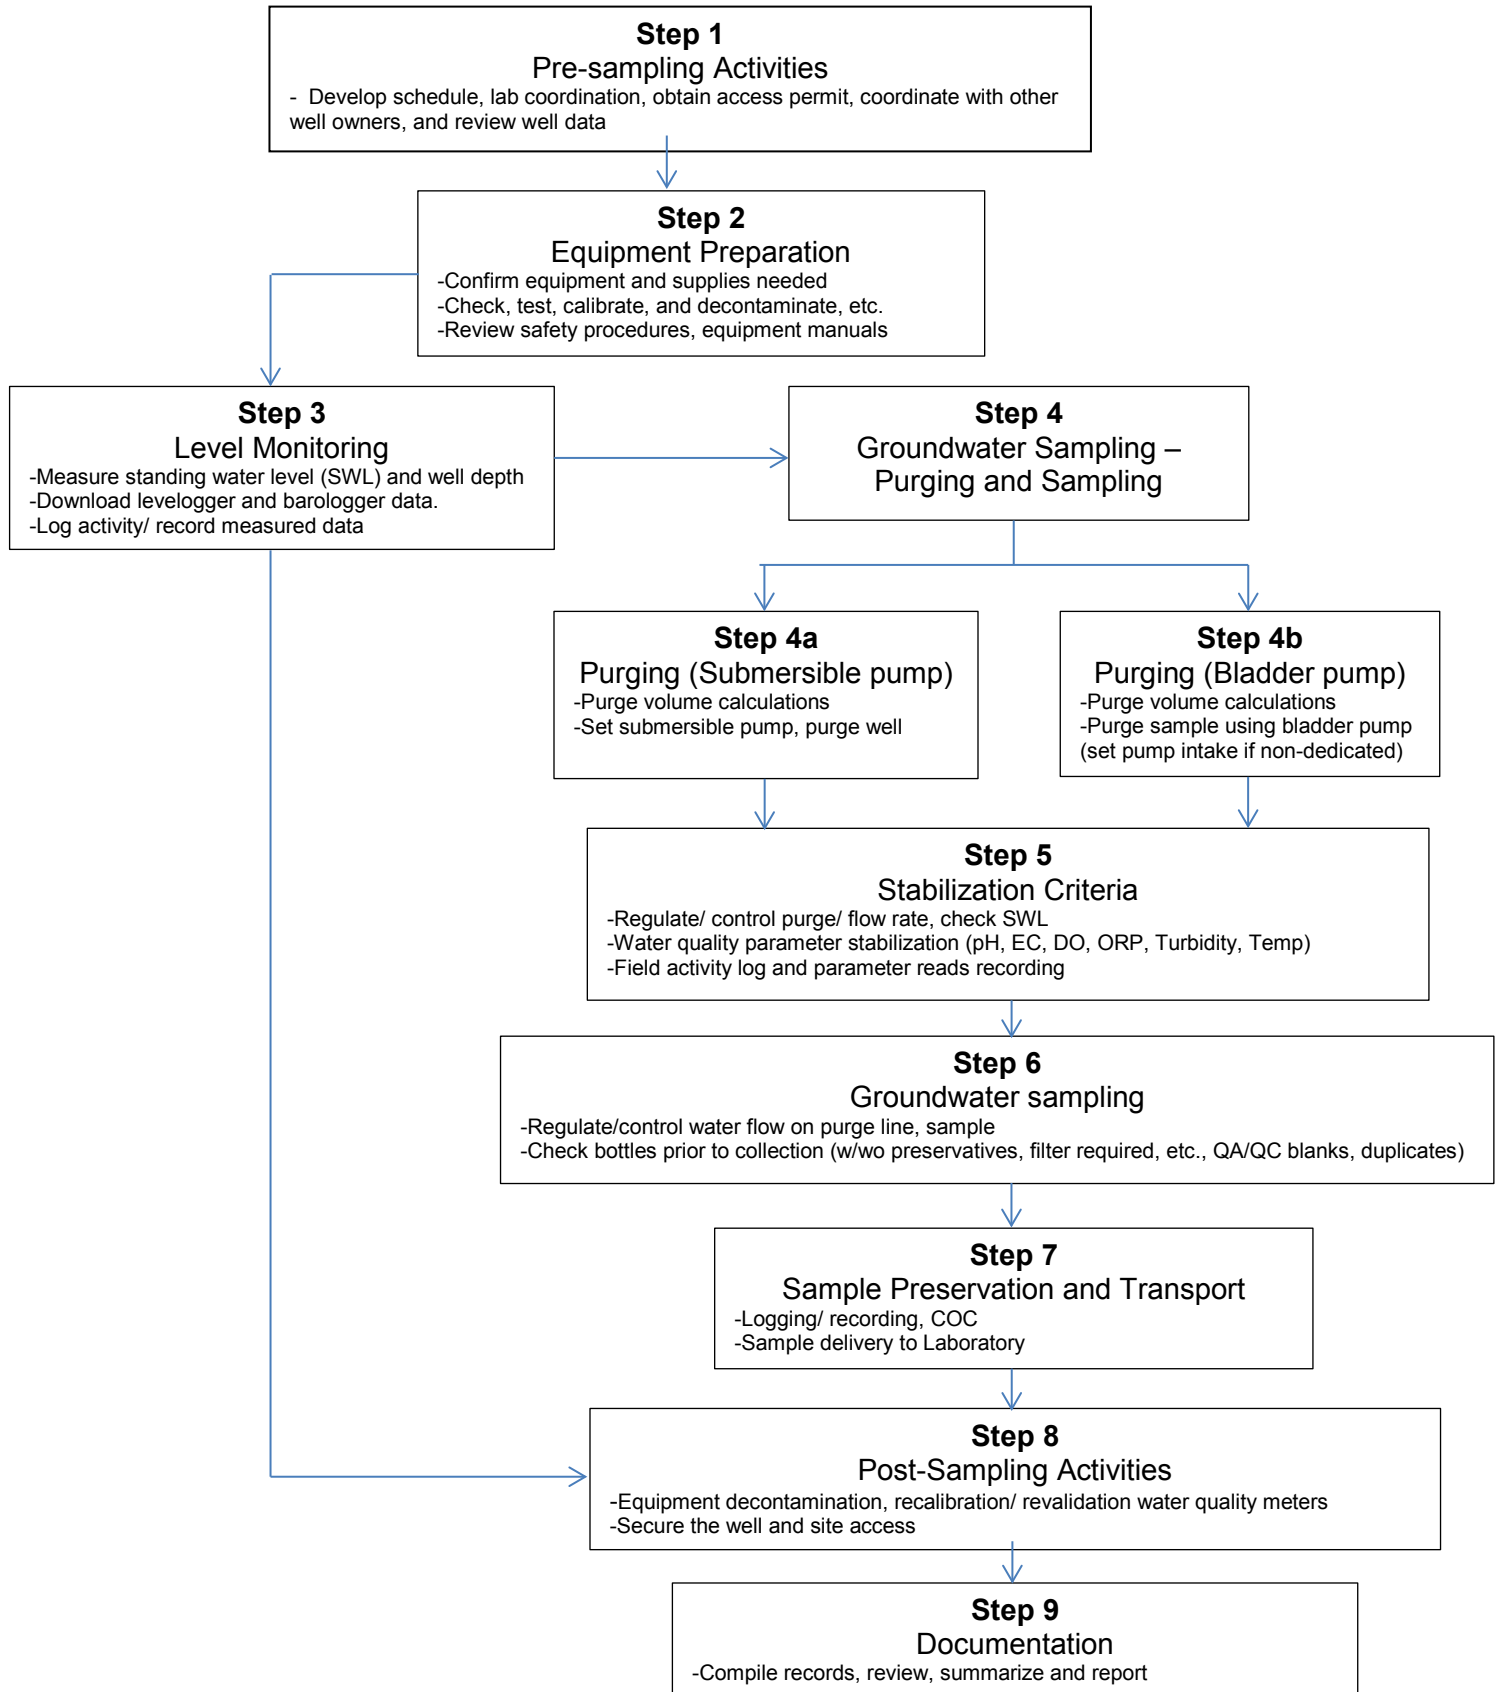 Step 1
Pre-sampling Activities
- Develop schedule, lab coordination, obtain access permit, coordinate with other
well owners, and review well data
Step 2
Equipment Preparation
-Confirm equipment and supplies needed
-Check, test, calibrate, and decontaminate, etc.
-Review safety procedures, equipment manuals
Step 3
Level Monitoring
-Measure standing water level (SWL) and well depth
-Download levelogger and barologger data.
-Log activity/ record measured data
Step 4
Groundwater Sampling –
Purging and Sampling
Step 4a
Purging (Submersible pump)
-Purge volume calculations
-Set submersible pump, purge well
Step 4b
Purging (Bladder pump)
-Purge volume calculations
-Purge sample using bladder pump
(set pump intake if non-dedicated)
Step 5
Stabilization Criteria
-Regulate/ control purge/ flow rate, check SWL
-Water quality parameter stabilization (pH, EC, DO, ORP, Turbidity, Temp)
-Field activity log and parameter reads recording
Step 6
Groundwater sampling
-Regulate/control water flow on purge line, sample
-Check bottles prior to collection (w/wo preservatives, filter required, etc., QA/QC blanks, duplicates)
Step 7
Sample Preservation and Transport
-Logging/ recording, COC
-Sample delivery to Laboratory
Step 8
Post-Sampling Activities
-Equipment decontamination, recalibration/ revalidation water quality meters
-Secure the well and site access
Step 9
Documentation
-Compile records, review, summarize and report